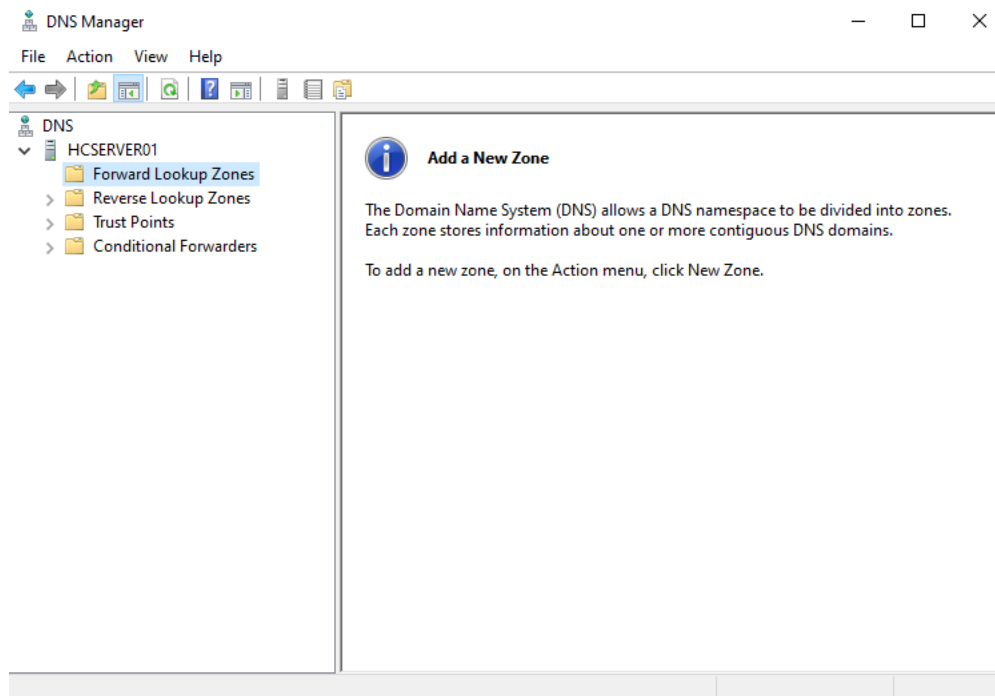 DNS Manager
File Action View Help
DNS
HCSERVER01
Forward Lookup Zones
Reverse Lookup Zones
Trust Points
Conditional Forwarders
Add a New Zone
The Domain Name System (DNS) allows a DNS namespace to be divided into zones.
Each zone stores information about one or more contiguous DNS domains.
To add a new zone, on the Action menu, click New Zone.